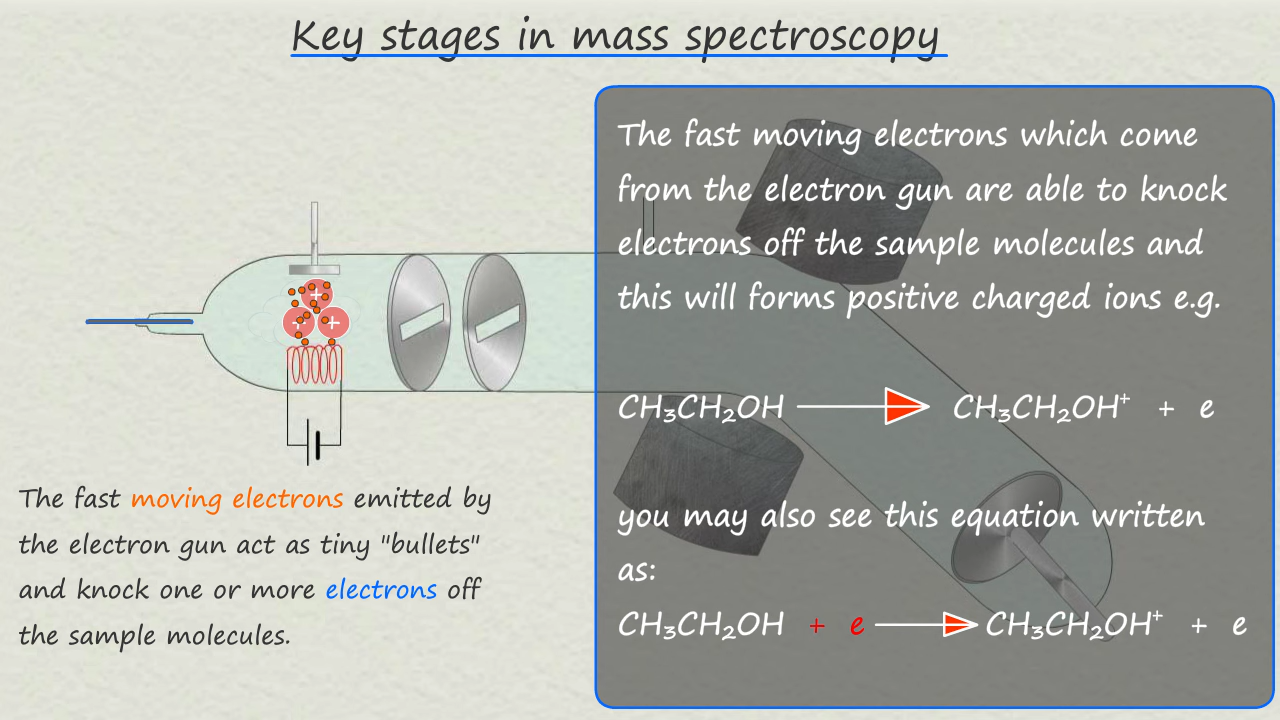 Key stages in mass spectroscopy
The fast moving electrons which come
from the electron gun are able to knock
electrons off the sample molecules and
this will forms positive charged ions e.g.
CH₃CH₂OH CH₃CH₂OH⁺ + e
you may also see this equation written
as:
CH₃CH₂OH + e CH₃CH₂OH⁺ + e
+
+ +
The fast moving electrons emitted by
the electron gun act as tiny "bullets"
and knock one or more electrons off
the sample molecules.